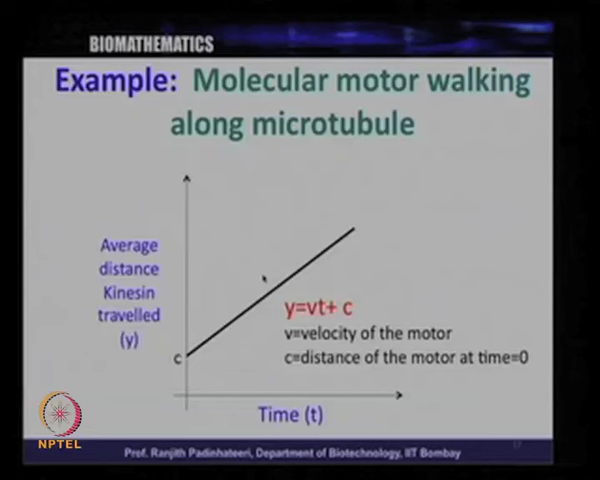 BIOMATHEMATICS
Example: Molecular motor walking
along microtubule
Average
distance
Kinesin
travelled
(y)
c
y=vt+ c
v=velocity of the motor
c=distance of the motor at time=0
Time (t)
NPTEL
Prof. Ranjith Padinhateeri, Department of Biotechnology, IIT Bombay